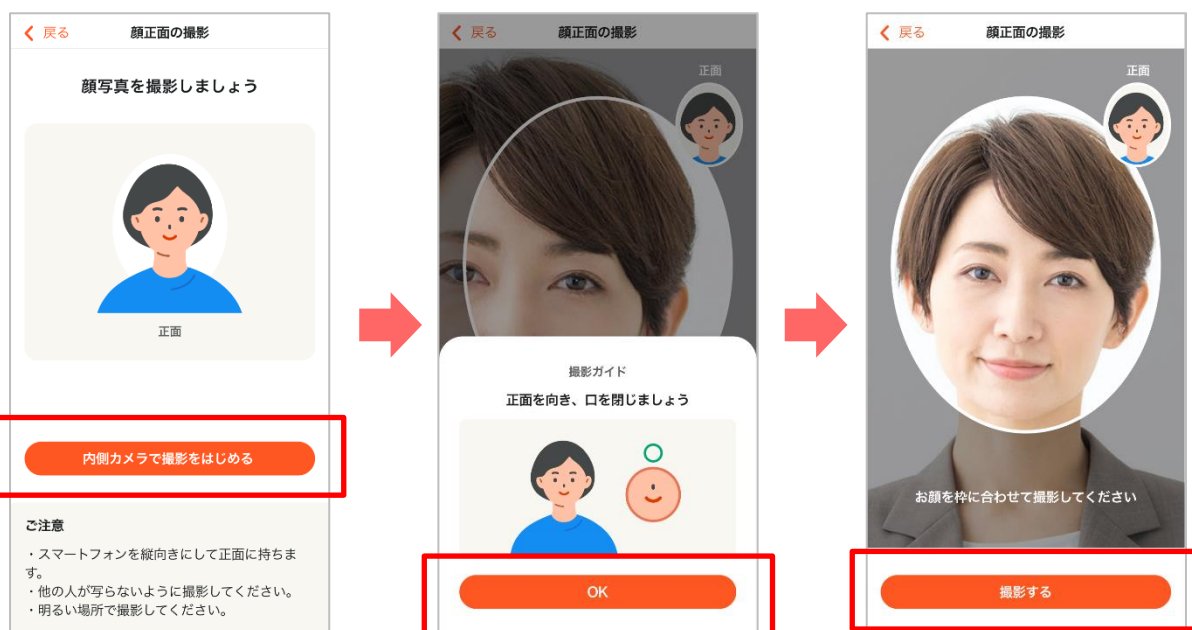 戻る
顔正面の撮影
顔写真を撮影しましょう
正面
内側カメラで撮影をはじめる
ご注意
・スマートフォンを縦向きにして正面に持ちま
す。
・他の人が写らないように撮影してください。
・明るい場所で撮影してください。
戻る
顔正面の撮影
正面
撮影ガイド
正面を向き、口を閉じましょう
OK
戻る
顔正面の撮影
正面
お顔を枠に合わせて撮影してください
撮影する